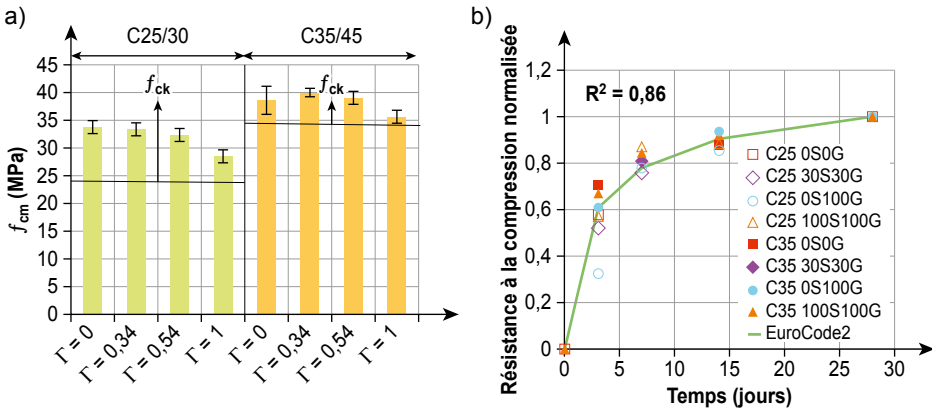 a)
C25/30
C35/45
45
40
35
30
25
20
15
10
5
0
fcm (MPa)
fck
fck
Γ = 0
Γ = 0,34
Γ = 0,54
Γ = 1
Γ = 0
Γ = 0,34
Γ = 0,54
Γ = 1
b)
Résistance à la compression normalisée
1,2
1
0,8
0,6
0,4
0,2
0
R² = 0,86
C25 0S0G
C25 30S30G
C25 0S100G
C25 100S100G
C35 0S0G
C35 30S30G
C35 0S100G
C35 100S100G
EuroCode2
0
5
10
15
20
25
30
Temps (jours)